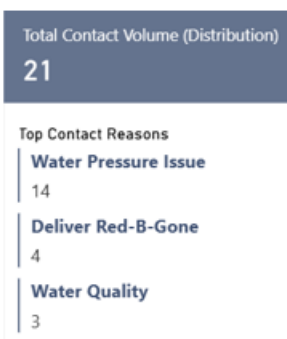 Total Contact Volume (Distribution)
21
Top Contact Reasons
Water Pressure Issue
14
Deliver Red-B-Gone
4
Water Quality
3